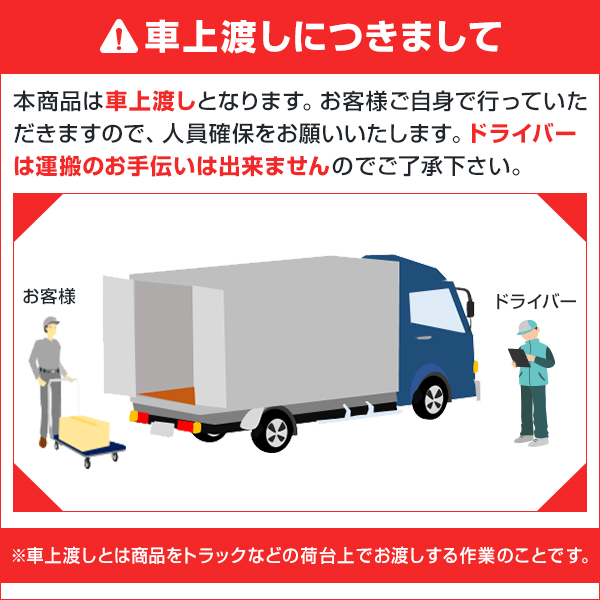 車上渡しにつきまして
本商品は車上渡しとなります。お客様ご自身で行っていた
だきますので、人員確保をお願いいたします。ドライバー
は運搬のお手伝いは出来ませんのでご了承下さい。
お客様
ドライバー
※車上渡しとは商品をトラックなどの荷台上でお渡しする作業のことです。